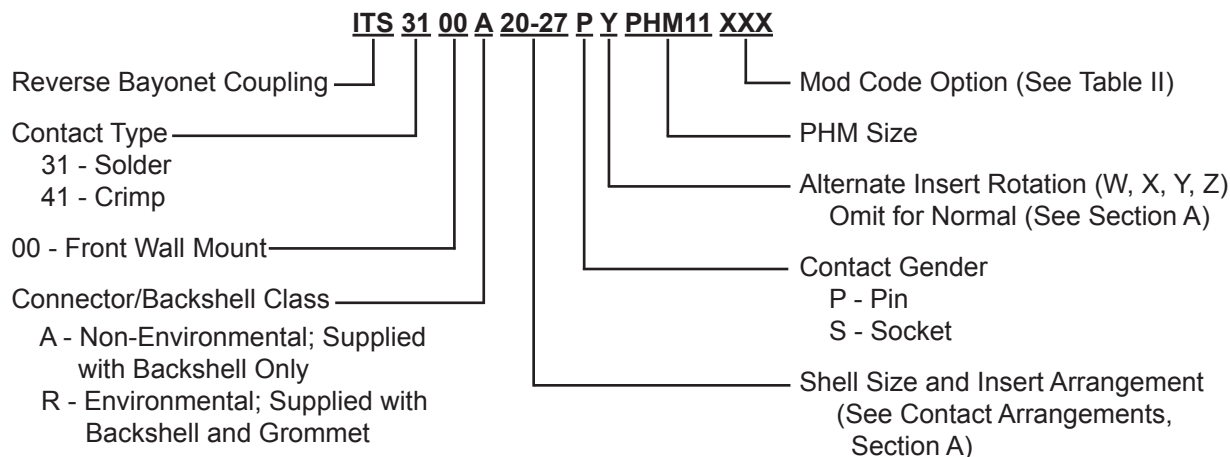 ITS 31 00 A 20-27 P Y PHM11 XXX
Reverse Bayonet Coupling
Contact Type
31 - Solder
41 - Crimp
00 - Front Wall Mount
Connector/Backshell Class
A - Non-Environmental; Supplied
with Backshell Only
R - Environmental; Supplied with
Backshell and Grommet
Mod Code Option (See Table II)
PHM Size
Alternate Insert Rotation (W, X, Y, Z)
Omit for Normal (See Section A)
Contact Gender
P - Pin
S - Socket
Shell Size and Insert Arrangement
(See Contact Arrangements,
Section A)